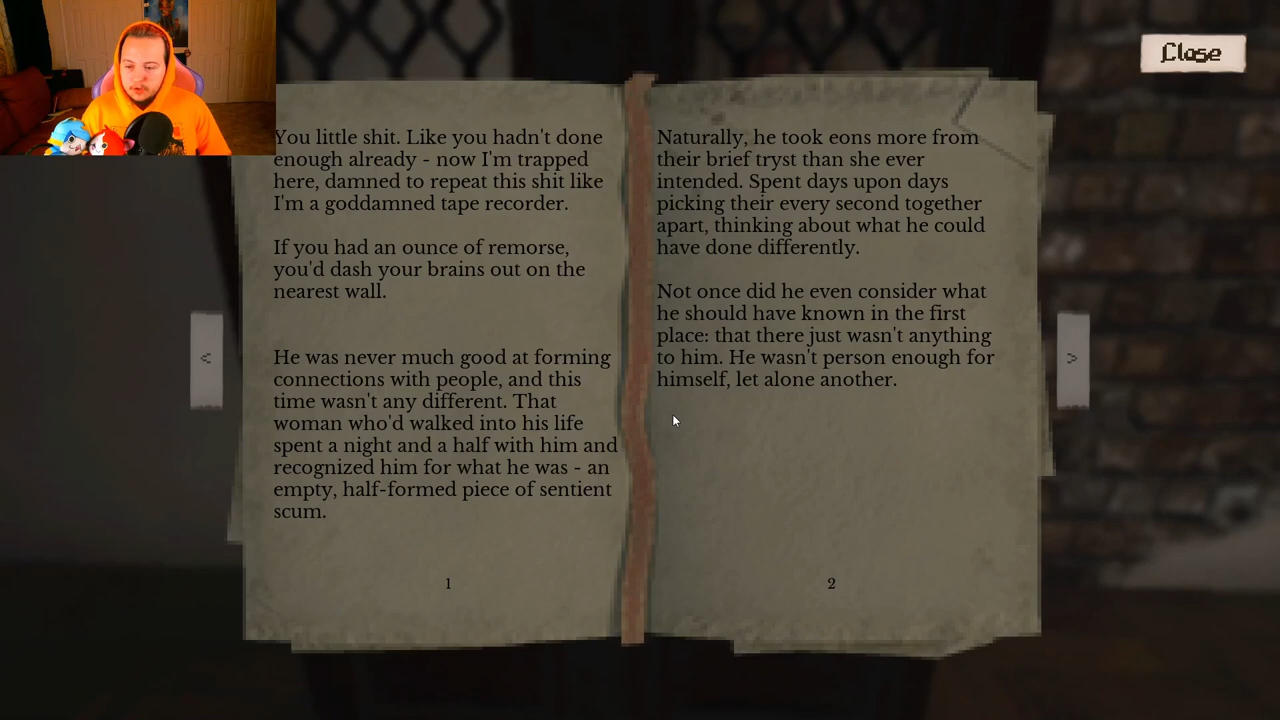 Close
You little shit. Like you hadn't done
enough already - now I'm trapped
here, damned to repeat this shit like
I'm a goddamned tape recorder.
If you had an ounce of remorse,
you'd dash your brains out on the
nearest wall.
He was never much good at forming
connections with people, and this
time wasn't any different. That
woman who'd walked into his life
spent a night and a half with him and
recognized him for what he was - an
empty, half-formed piece of sentient
scum.
1
Naturally, he took eons more from
their brief tryst than she ever
intended. Spent days upon days
picking their every second together
apart, thinking about what he could
have done differently.
Not once did he even consider what
he should have known in the first
place: that there just wasn't anything
to him. He wasn't person enough for
himself, let alone another.
2
<
>